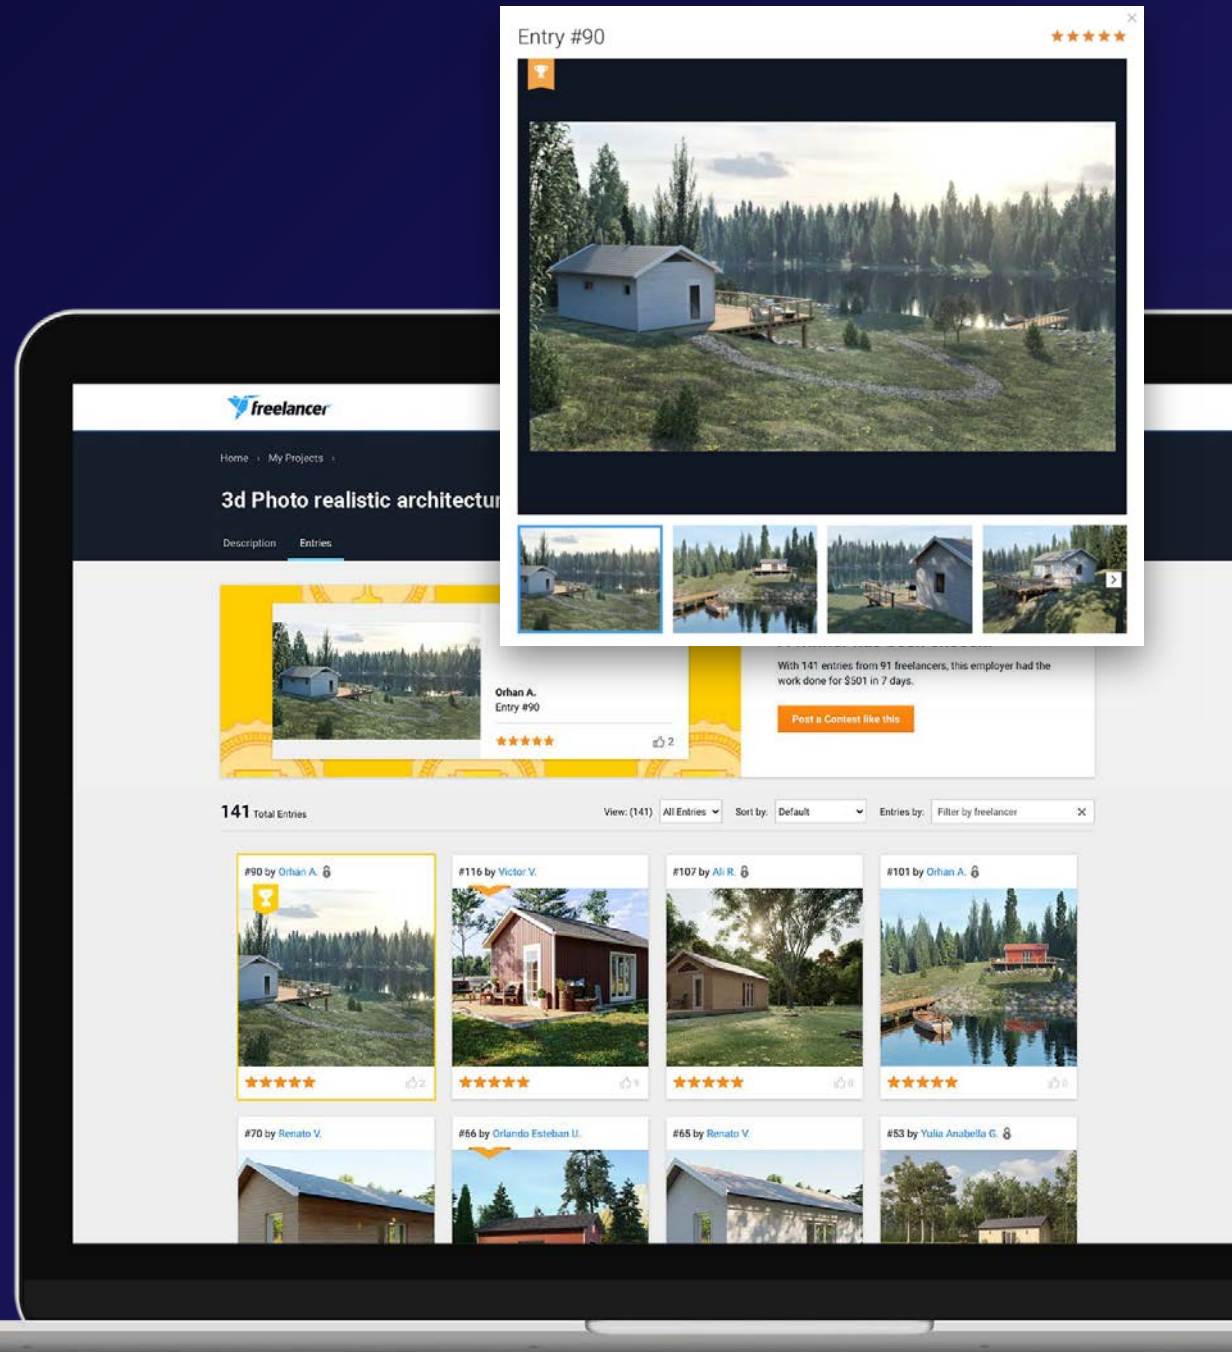 Entry #90
freelancer
Home › My Projects ›
3d Photo realistic architectur
Description Entries
With 141 entries from 91 freelancers, this employer had the
work done for $501 in 7 days.
Post a Contest like this
Orhan A.
Entry #90
2
141 Total Entries
View: (141) All Entries Sort by: Default Entries by: Filter by freelancer
#90 by Orhan A.
#116 by Victor V.
#107 by Ali R.
#101 by Orhan A.
2
9
0
0
#70 by Renato V.
#66 by Orlando Esteban U.
#65 by Renato V.
#53 by Yulia Anabella G.